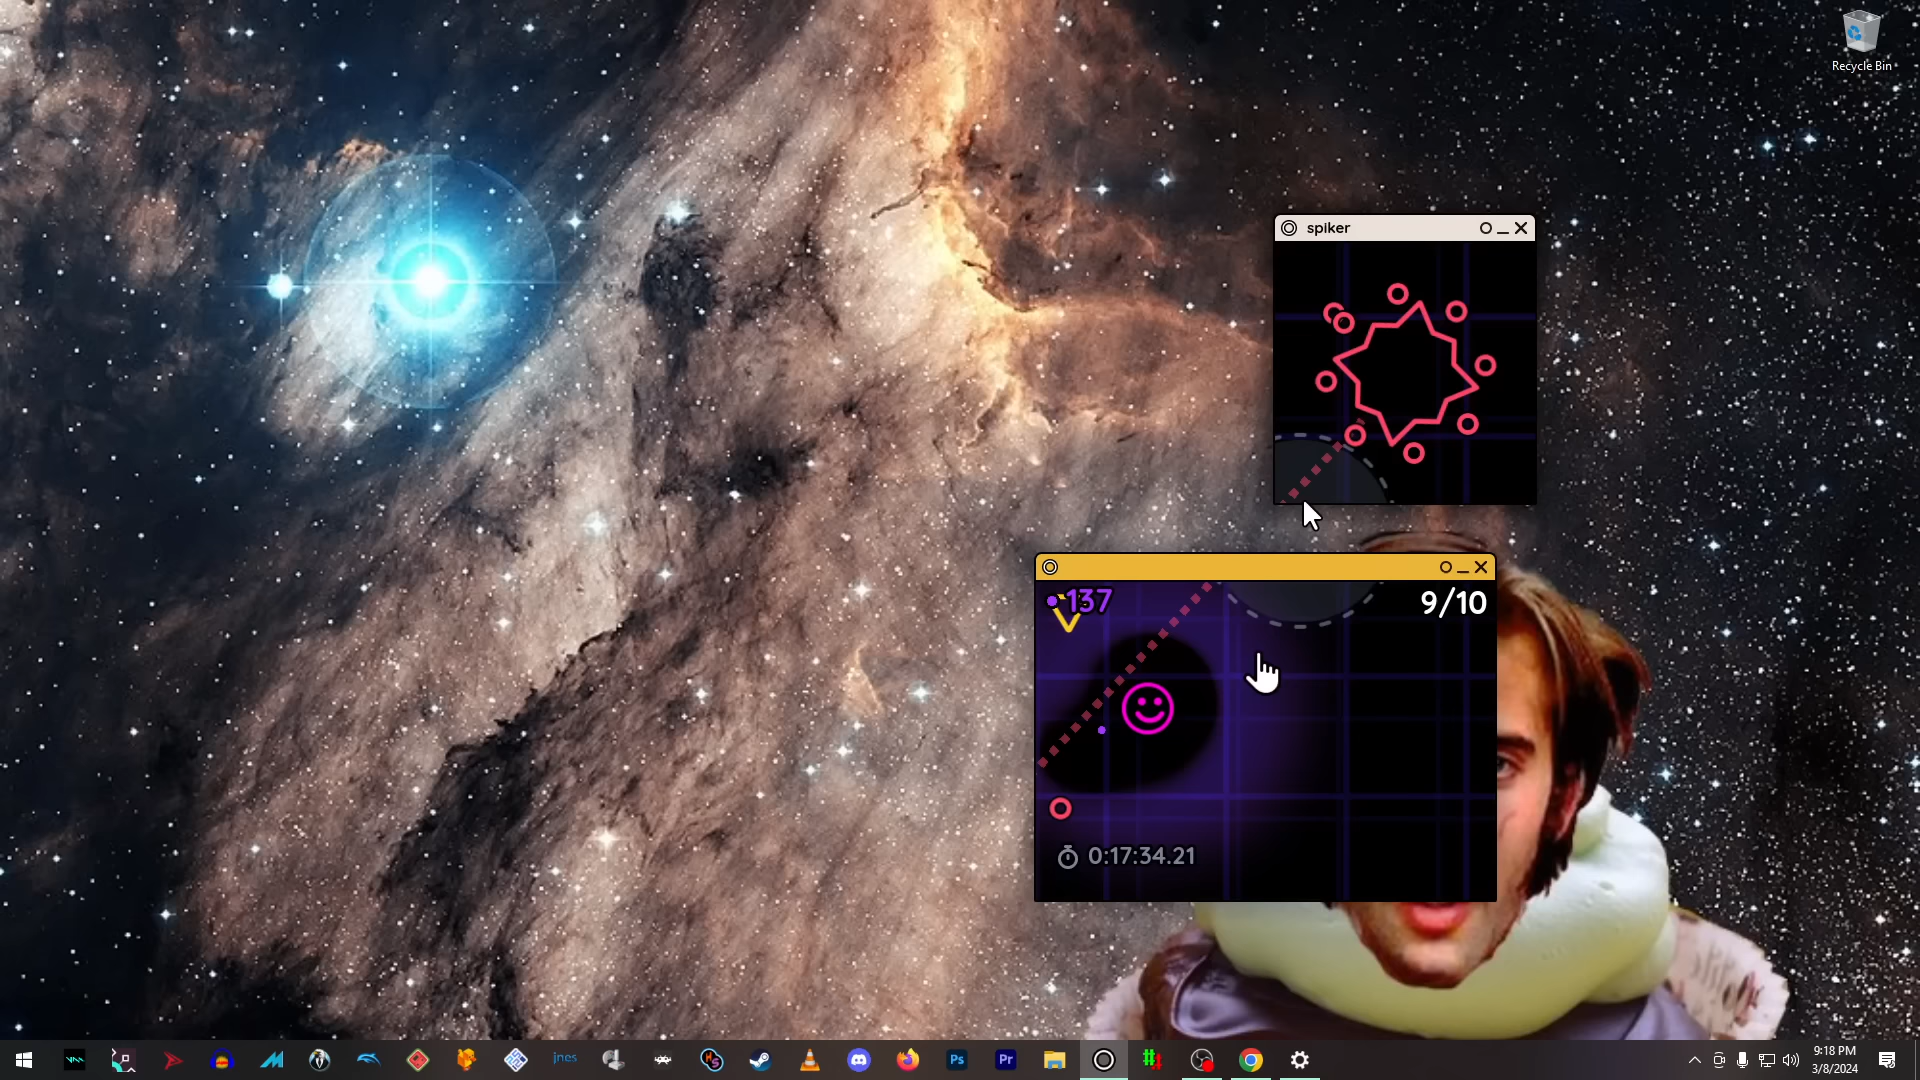 Recycle Bin
spiker
137
9/10
0:17:34.21
jnes
Ps
Pr
9:18 PM
3/8/2024